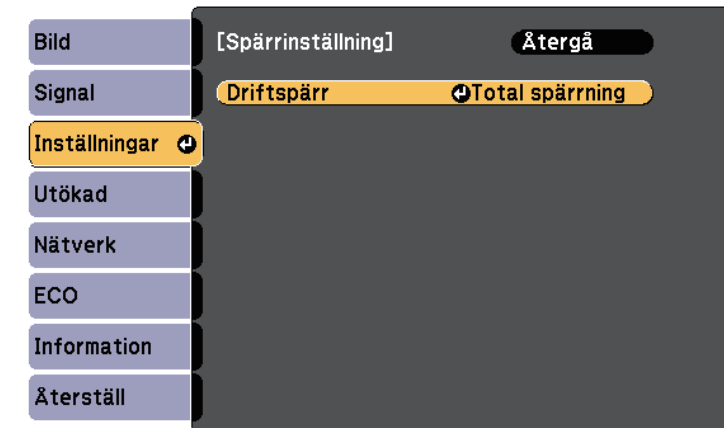 Bild
Signal
Inställningar
Utökad
Nätverk
ECO
Information
Återställ
[Spärrinställning] Återgå
Driftspärr Total spärrning